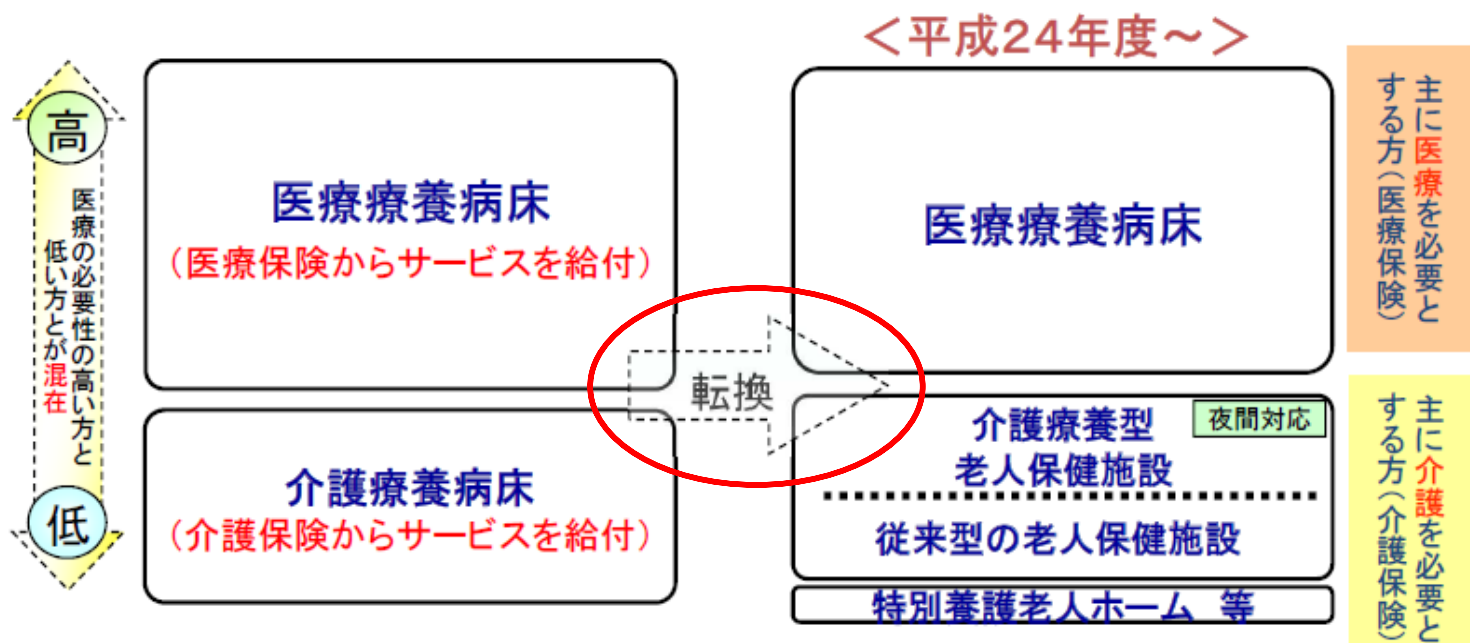 ＜平成24年度～＞
高
医療の必要性の高い方と
低い方とが混在
低
医療療養病床
（医療保険からサービスを給付）
介護療養病床
（介護保険からサービスを給付）
転換
医療療養病床
介護療養型
老人保健施設
夜間対応
従来型の老人保健施設
特別養護老人ホーム 等
主に医療を必要と
する方（医療保険）
主に介護を必要と
する方（介護保険）